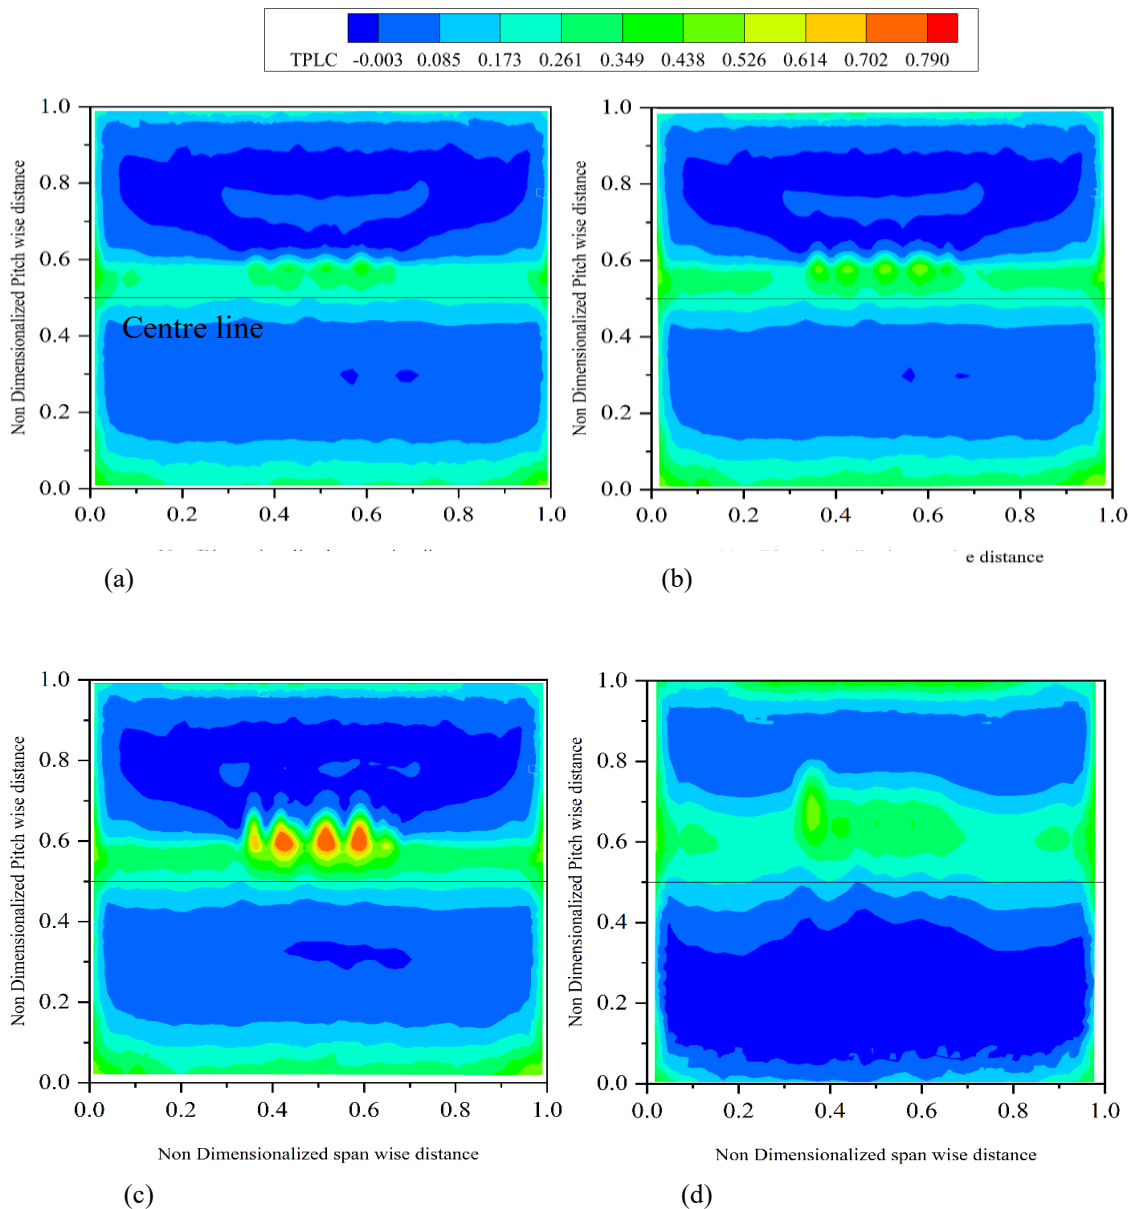 TPLC -0.003 0.085 0.173 0.261 0.349 0.438 0.526 0.614 0.702 0.790
Non Dimensionalized Pitch wise distance
1.0
0.8
0.6
0.4
0.2
0.0
Centre line
0.0 0.2 0.4 0.6 0.8 1.0
(a)
Non Dimensionalized Pitch wise distance
1.0
0.8
0.6
0.4
0.2
0.0
0.0 0.2 0.4 0.6 0.8 1.0
e distance
(b)
Non Dimensionalized Pitch wise distance
1.0
0.8
0.6
0.4
0.2
0.0
0.0 0.2 0.4 0.6 0.8 1.0
Non Dimensionalized span wise distance
(c)
Non Dimensionalized Pitch wise distance
1.0
0.8
0.6
0.4
0.2
0.0
0.0 0.2 0.4 0.6 0.8 1.0
Non Dimensionalized span wise distance
(d)